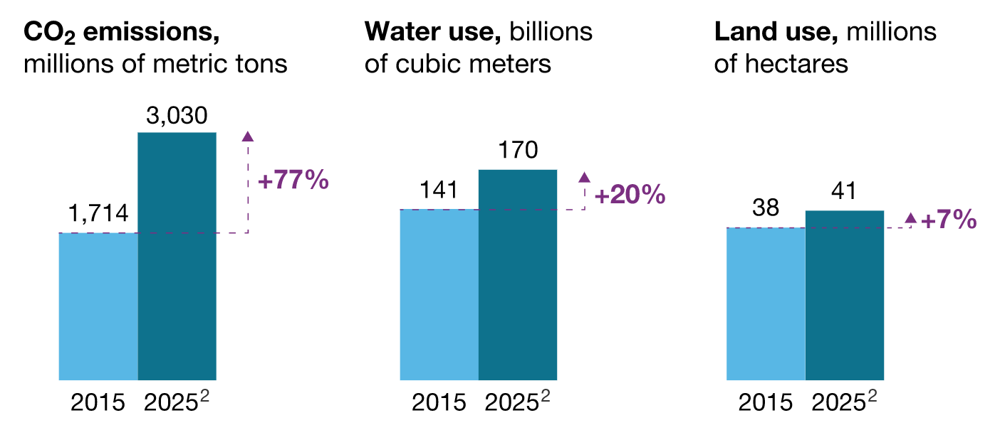 CO₂ emissions,
millions of metric tons
3,030
1,714
+77%
2015 2025²
Water use, billions
of cubic meters
170
141
+20%
2015 2025²
Land use, millions
of hectares
41
38
+7%
2015 2025²